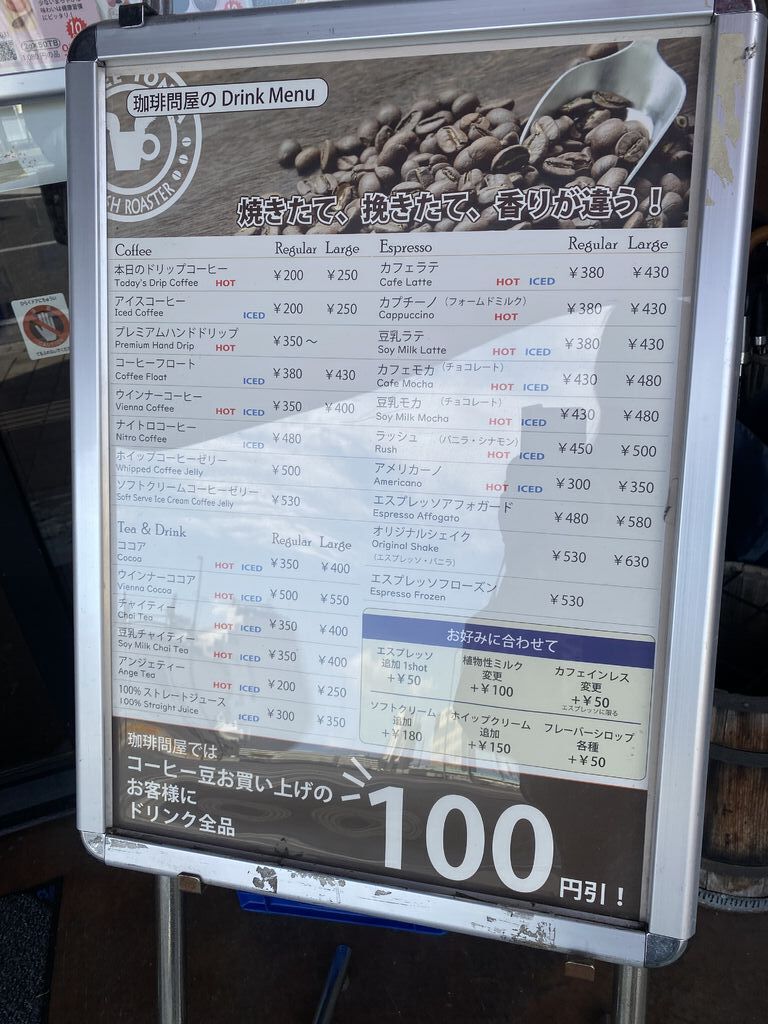 珈琲問屋の Drink Menu
焼きたて、挽きたて、香りが違う！
Coffee Regular Large
本日のドリップコーヒー
Today's Drip Coffee HOT ¥200 ¥250
アイスコーヒー
Iced Coffee ICED ¥200 ¥250
プレミアムハンドドリップ
Premium Hand Drip HOT ¥350～
コーヒーフロート
Coffee Float ICED ¥380 ¥430
ウインナーコーヒー
Vienna Coffee HOT ICED ¥350 ¥400
ナイトロコーヒー
Nitro Coffee ICED ¥480
ホイップコーヒーゼリー
Whipped Coffee Jelly ¥500
ソフトクリームコーヒーゼリー
Soft Serve Ice Cream Coffee Jelly ¥530
Tea & Drink Regular Large
ココア
Cocoa HOT ICED ¥350 ¥400
ウインナーココア
Vienna Cocoa HOT ICED ¥500 ¥550
チャイティー
Chai Tea HOT ICED ¥350 ¥400
豆乳チャイティー
Soy Milk Chai Tea HOT ICED ¥350 ¥400
アンジェティー
Ange Tea HOT ICED ¥200 ¥250
100% ストレートジュース
100% Straight Juice ICED ¥300 ¥350
Espresso Regular Large
カフェラテ
Cafe Latte HOT ICED ¥380 ¥430
カプチーノ（フォームドミルク）
Cappuccino HOT ¥380 ¥430
豆乳ラテ
Soy Milk Latte HOT ICED ¥380 ¥430
カフェモカ（チョコレート）
Cafe Mocha HOT ICED ¥430 ¥480
豆乳モカ（チョコレート）
Soy Milk Mocha HOT ICED ¥430 ¥480
ラッシュ（バニラ・シナモン）
Rush HOT ICED ¥450 ¥500
アメリカーノ
Americano HOT ICED ¥300 ¥350
エスプレッソアフォガード
Espresso Affogato ¥480 ¥580
オリジナルシェイク
Original Shake ¥530 ¥630
（エスプレッソ・バニラ）
エスプレッソフローズン
Espresso Frozen ¥530
お好みに合わせて
エスプレッソ
追加 1shot
+¥50
植物性ミルク
変更
+¥100
カフェインレス
変更
+¥50
エスプレッソに限る
ソフトクリーム
追加
+¥180
ホイップクリーム
追加
+¥150
フレーバーシロップ
各種
+¥50
珈琲問屋では
コーヒー豆お買い上げの
お客様に
ドリンク全品
100円引！